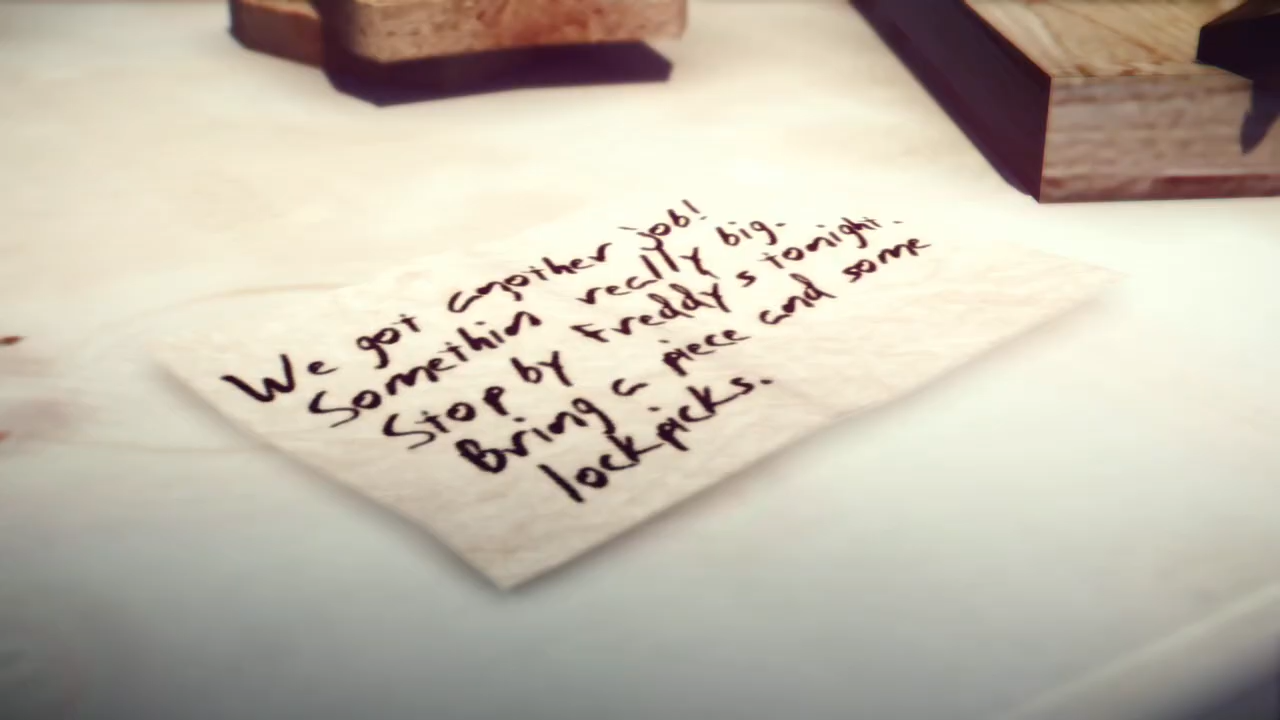 We got another job!
Somethin really big.
Stop by Freddy's tonight.
Bring a piece and some
lockpicks.